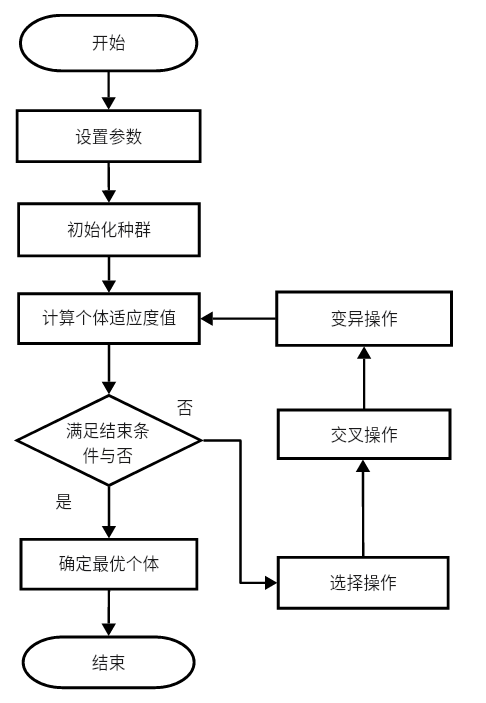 开始
设置参数
初始化种群
计算个体适应度值
变异操作
否
满足结束条
件与否
交叉操作
是
确定最优个体
选择操作
结束